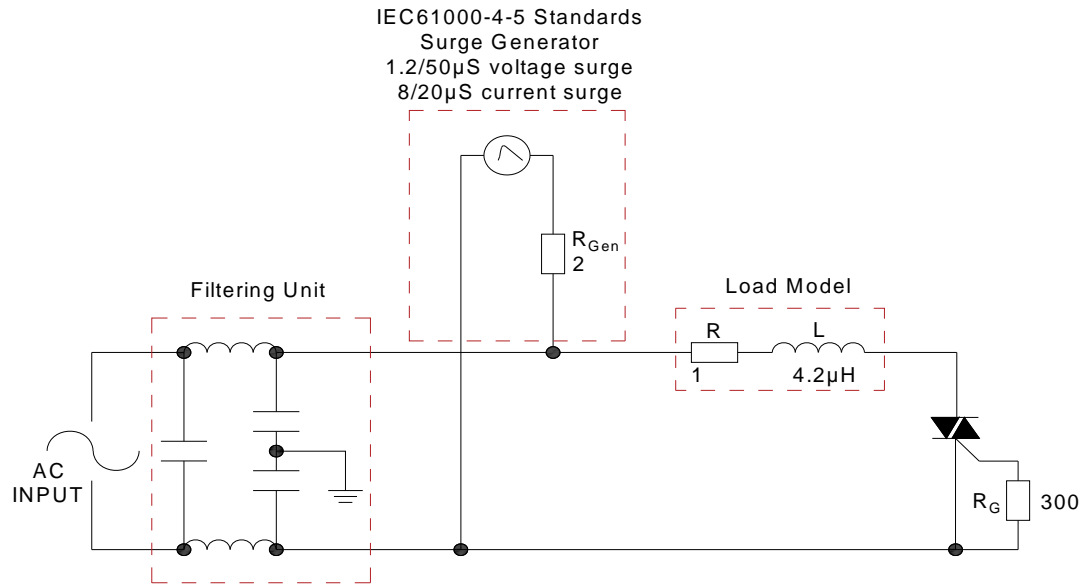 IEC61000-4-5 Standards
Surge Generator
1.2/50µS voltage surge
8/20µS current surge
RGen
2
Filtering Unit
Load Model
R
L
1
4.2µH
AC
INPUT
RG
300